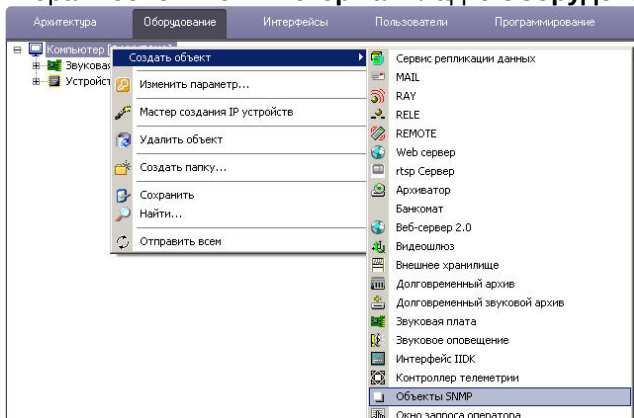 Архитектура Оборудование Интерфейсы Пользователи Программирование
Компьютер
Звуковая
Устройст
Создать объект
Изменить параметр...
Мастер создания IP устройств
Удалить объект
Создать папку...
Сохранить
Найти...
Отправить всем
Сервис репликации данных
MAIL
RAY
RELE
REMOTE
Web сервер
rtsp Сервер
Архиватор
Банкомат
Веб-сервер 2.0
Видеошлюз
Внешнее хранилище
Долговременный архив
Долговременный звуковой архив
Звуковая плата
Звуковое оповещение
Интерфейс IIDK
Контроллер телеметрии
Объекты SNMP
Окно запроса оператора